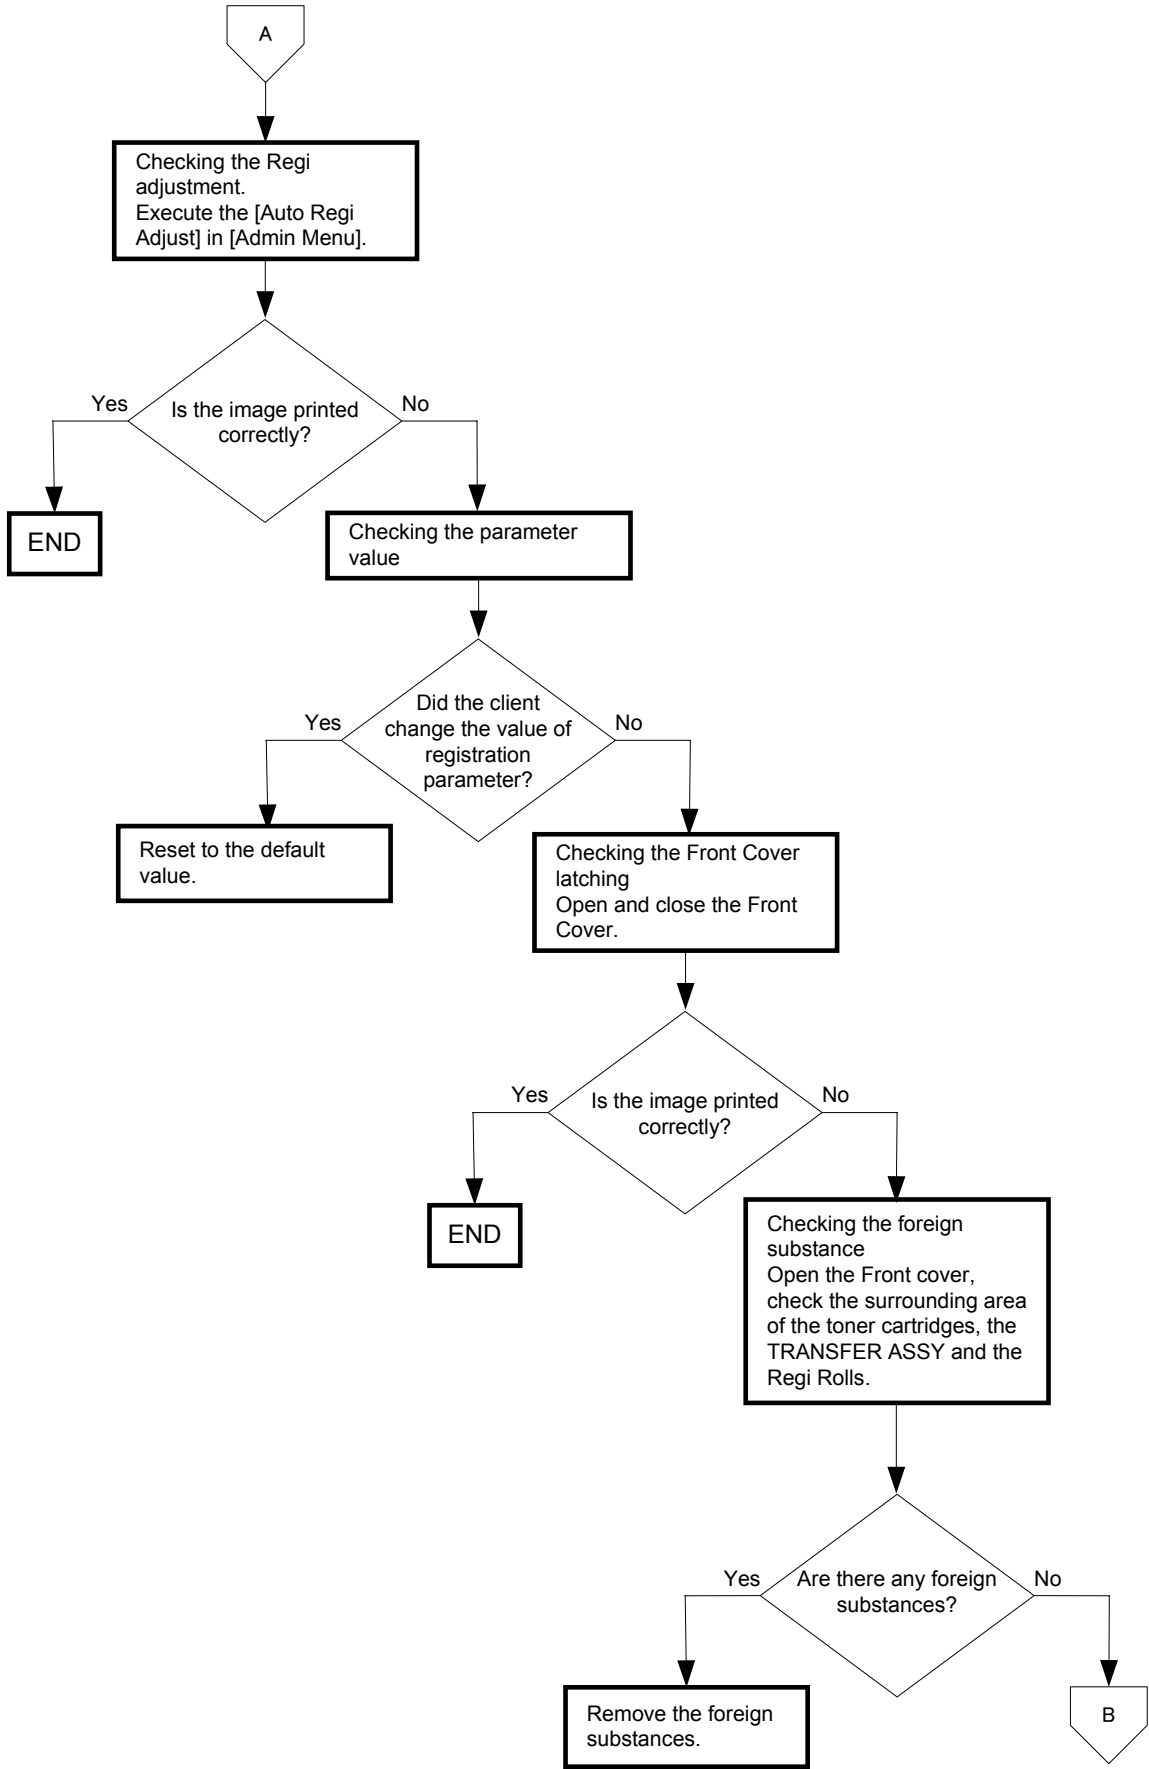 A
Checking the Regi
adjustment.
Execute the [Auto Regi
Adjust] in [Admin Menu].
Yes
No
Is the image printed
correctly?
END
Checking the parameter
value
Did the client
change the value of
registration
parameter?
Yes
No
Reset to the default
value.
Checking the Front Cover
latching
Open and close the Front
Cover.
Yes
No
Is the image printed
correctly?
END
Checking the foreign
substance
Open the Front cover,
check the surrounding area
of the toner cartridges, the
TRANSFER ASSY and the
Regi Rolls.
Yes
No
Are there any foreign
substances?
Remove the foreign
substances.
B